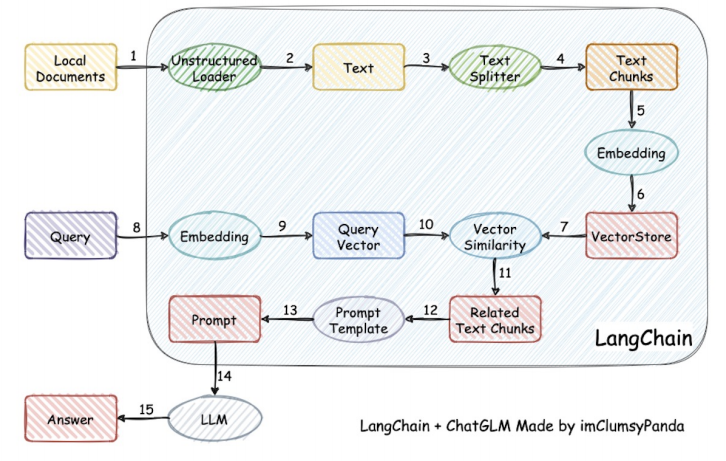 Local
Documents
1
Unstructured
Loader
2
Text
3
Text
Splitter
4
Text
Chunks
5
Embedding
6
Query
8
Embedding
9
Query
Vector
10
Vector
Similarity
7
VectorStore
11
Prompt
13
Prompt
Template
12
Related
Text Chunks
LangChain
14
Answer
15
LLM
LangChain + ChatGLM Made by imClumsyPanda